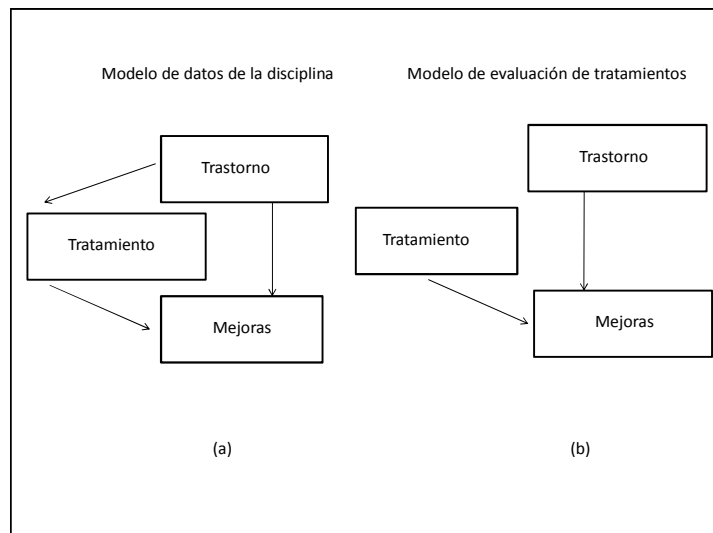 Modelo de datos de la disciplina
Modelo de evaluación de tratamientos
Trastorno
Tratamiento
Mejoras
(a)
Trastorno
Tratamiento
Mejoras
(b)